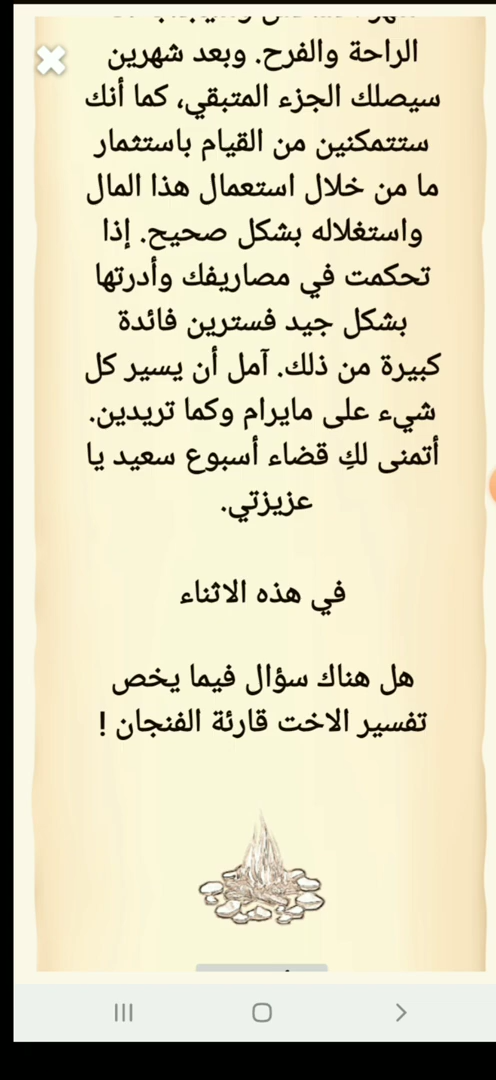 الراحة والفرح. وبعد شهرين
سيصلك الجزء المتبقي، كما أنك
ستتمكنين من القيام باستثمار
ما من خلال استعمال هذا المال
واستغلاله بشكل صحيح. إذا
تحكمت في مصاريفك وأدرتها
بشكل جيد فسترين فائدة
كبيرة من ذلك. آمل أن يسير كل
شيء على مايرام وكما تريدين.
أتمنى لكِ قضاء أسبوع سعيد يا
عزيزتي.
في هذه الاثناء
هل هناك سؤال فيما يخص
تفسير الاخت قارئة الفنجان !